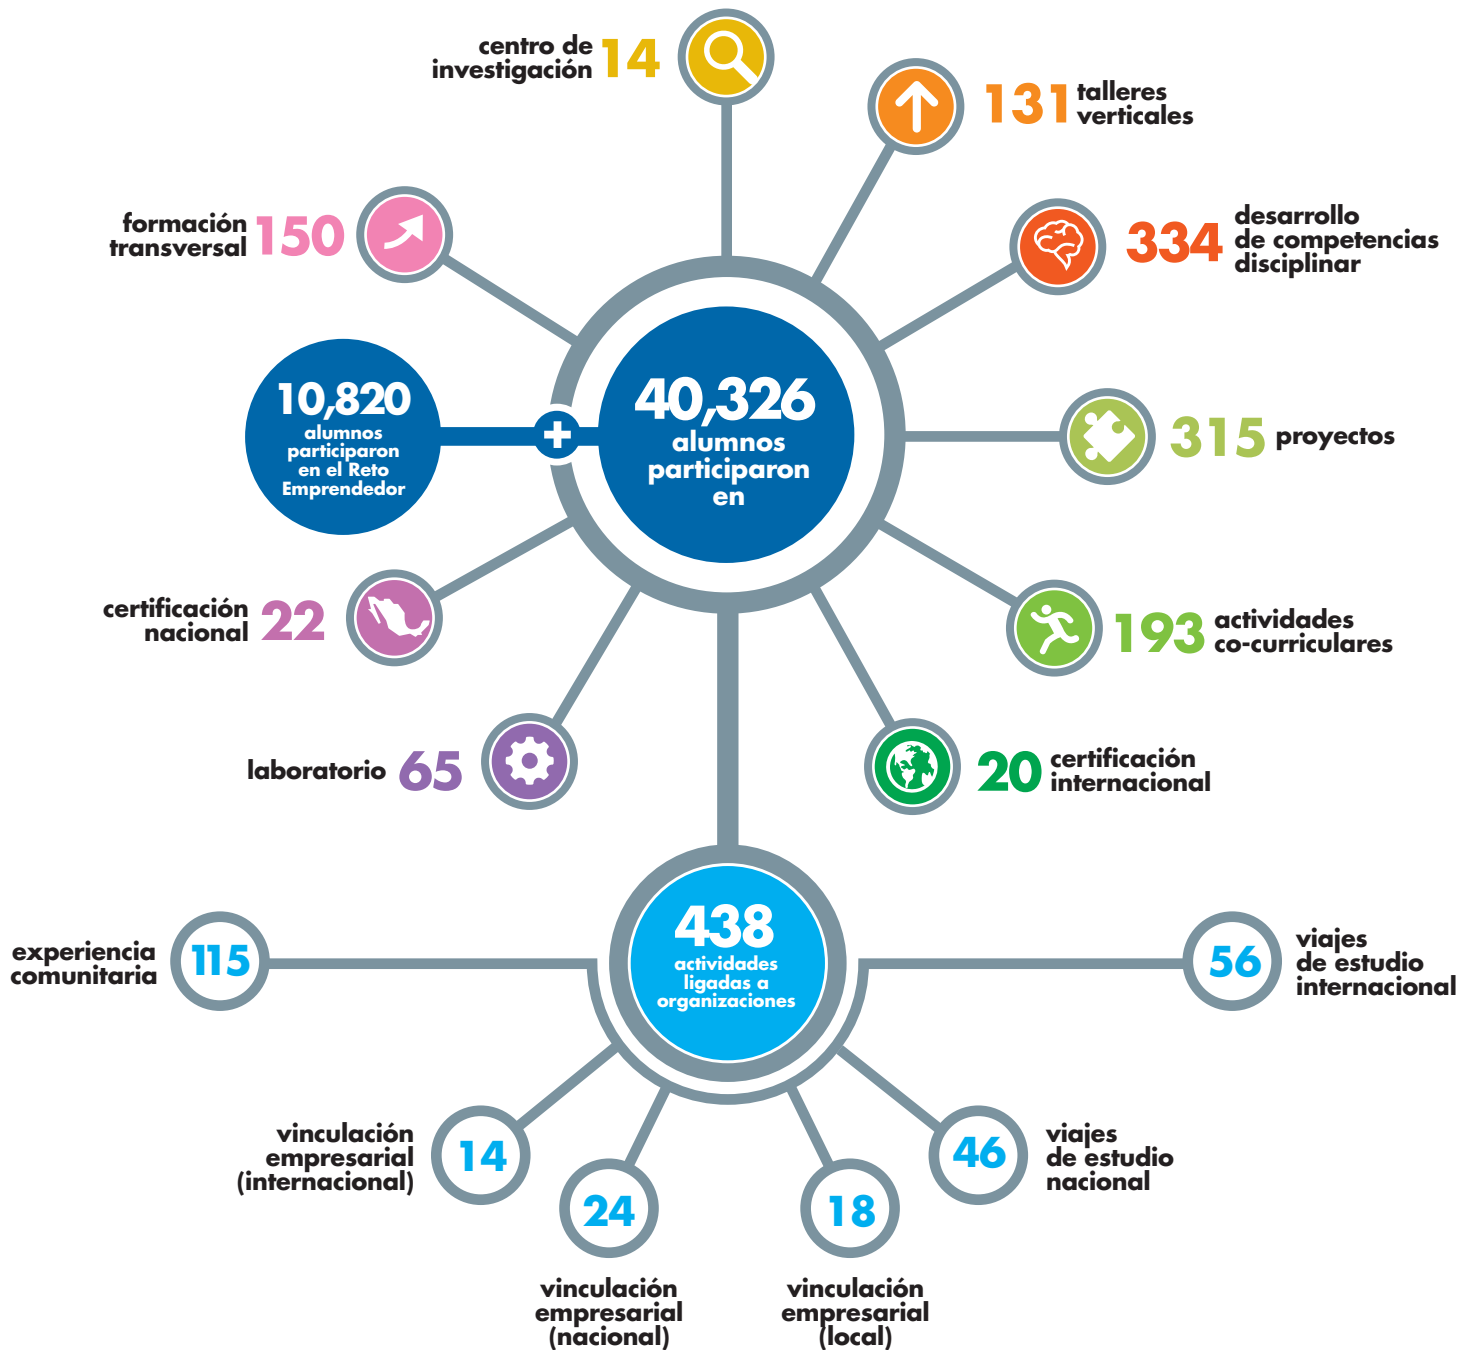 centro de
investigación
14
131
talleres
verticales
formación
transversal
150
334
desarrollo
de competencias
disciplinar
10,820
alumnos
participaron
en el Reto
Emprendedor
+
40,326
alumnos
participaron
en
315
proyectos
certificación
nacional
22
193
actividades
co-curriculares
laboratorio
65
20
certificación
internacional
438
actividades
ligadas a
organizaciones
experiencia
comunitaria
115
56
viajes
de estudio
internacional
vinculación
empresarial
(internacional)
14
24
vinculación
empresarial
(nacional)
18
vinculación
empresarial
(local)
46
viajes
de estudio
nacional